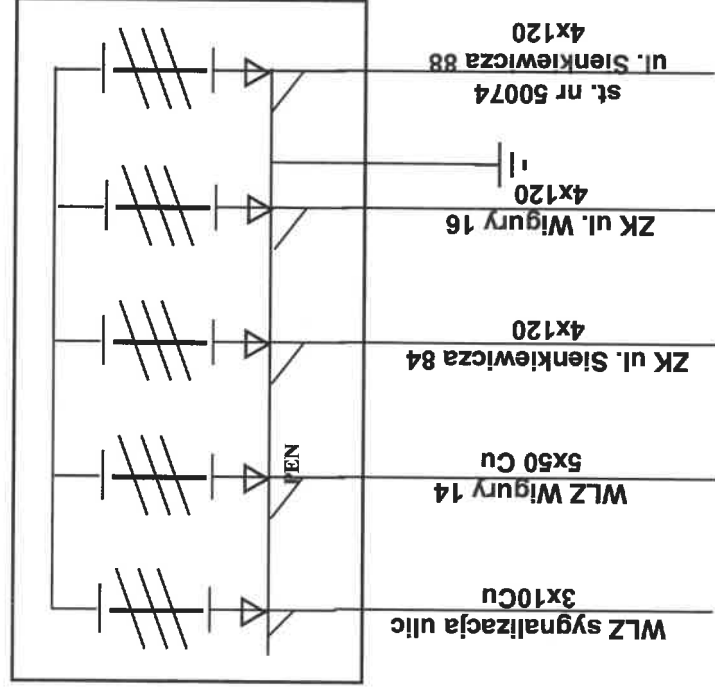 WLZ sygnalizacja ulic
3x10Cu
WLZ Wigury 14
5x50 Cu
PEN
ZK ul. Sienkiewicza 84
4x120
ZK ul. Wigury 16
4x120
st. nr 50074
ul. Sienkiewicza 88
4x120